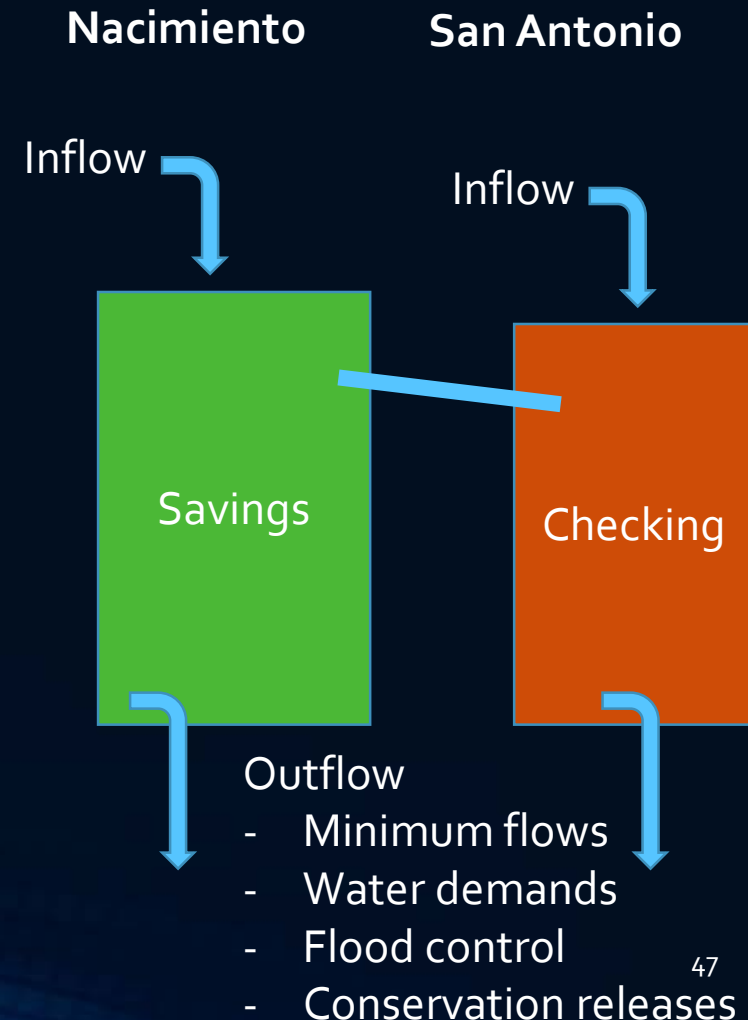 Nacimiento
San Antonio
Inflow
Inflow
Savings
Checking
Outflow
- Minimum flows
- Water demands
- Flood control
- Conservation releases
47